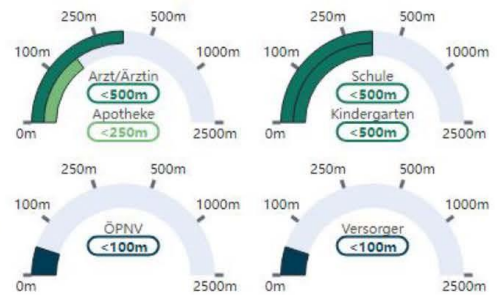 250m 500m
100m 1000m
Arzt/Ärztin
<500m
Apotheke
<250m
0m 2500m
250m 500m
100m 1000m
Schule
<500m
Kindergarten
<500m
0m 2500m
250m 500m
100m 1000m
ÖPNV
<100m
0m 2500m
250m 500m
100m 1000m
Versorger
<100m
0m 2500m